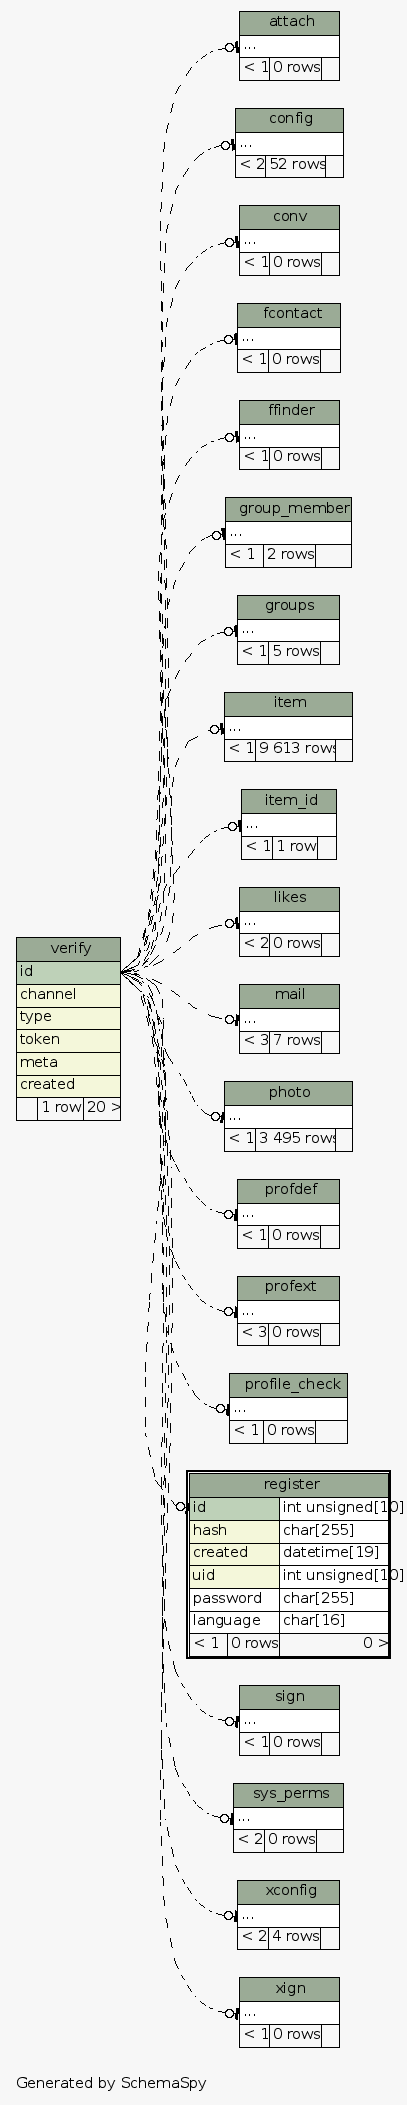 attach
...
< 1 0 rows
config
...
< 2 52 rows
conv
...
< 1 0 rows
fcontact
...
< 1 0 rows
ffinder
...
< 1 0 rows
group_member
...
< 1 2 rows
groups
...
< 1 5 rows
item
...
< 1 9 613 rows
item_id
...
< 1 1 row
likes
...
< 2 0 rows
verify
id
channel
type
token
meta
created
1 row 20 >
mail
...
< 3 7 rows
photo
...
< 1 3 495 rows
profdef
...
< 1 0 rows
profext
...
< 3 0 rows
profile_check
...
< 1 0 rows
register
id int unsigned[10]
hash char[255]
created datetime[19]
uid int unsigned[10]
password char[255]
language char[16]
< 1 0 rows 0 >
sign
...
< 1 0 rows
sys_perms
...
< 2 0 rows
xconfig
...
< 2 4 rows
xign
...
< 1 0 rows
Generated by SchemaSpy